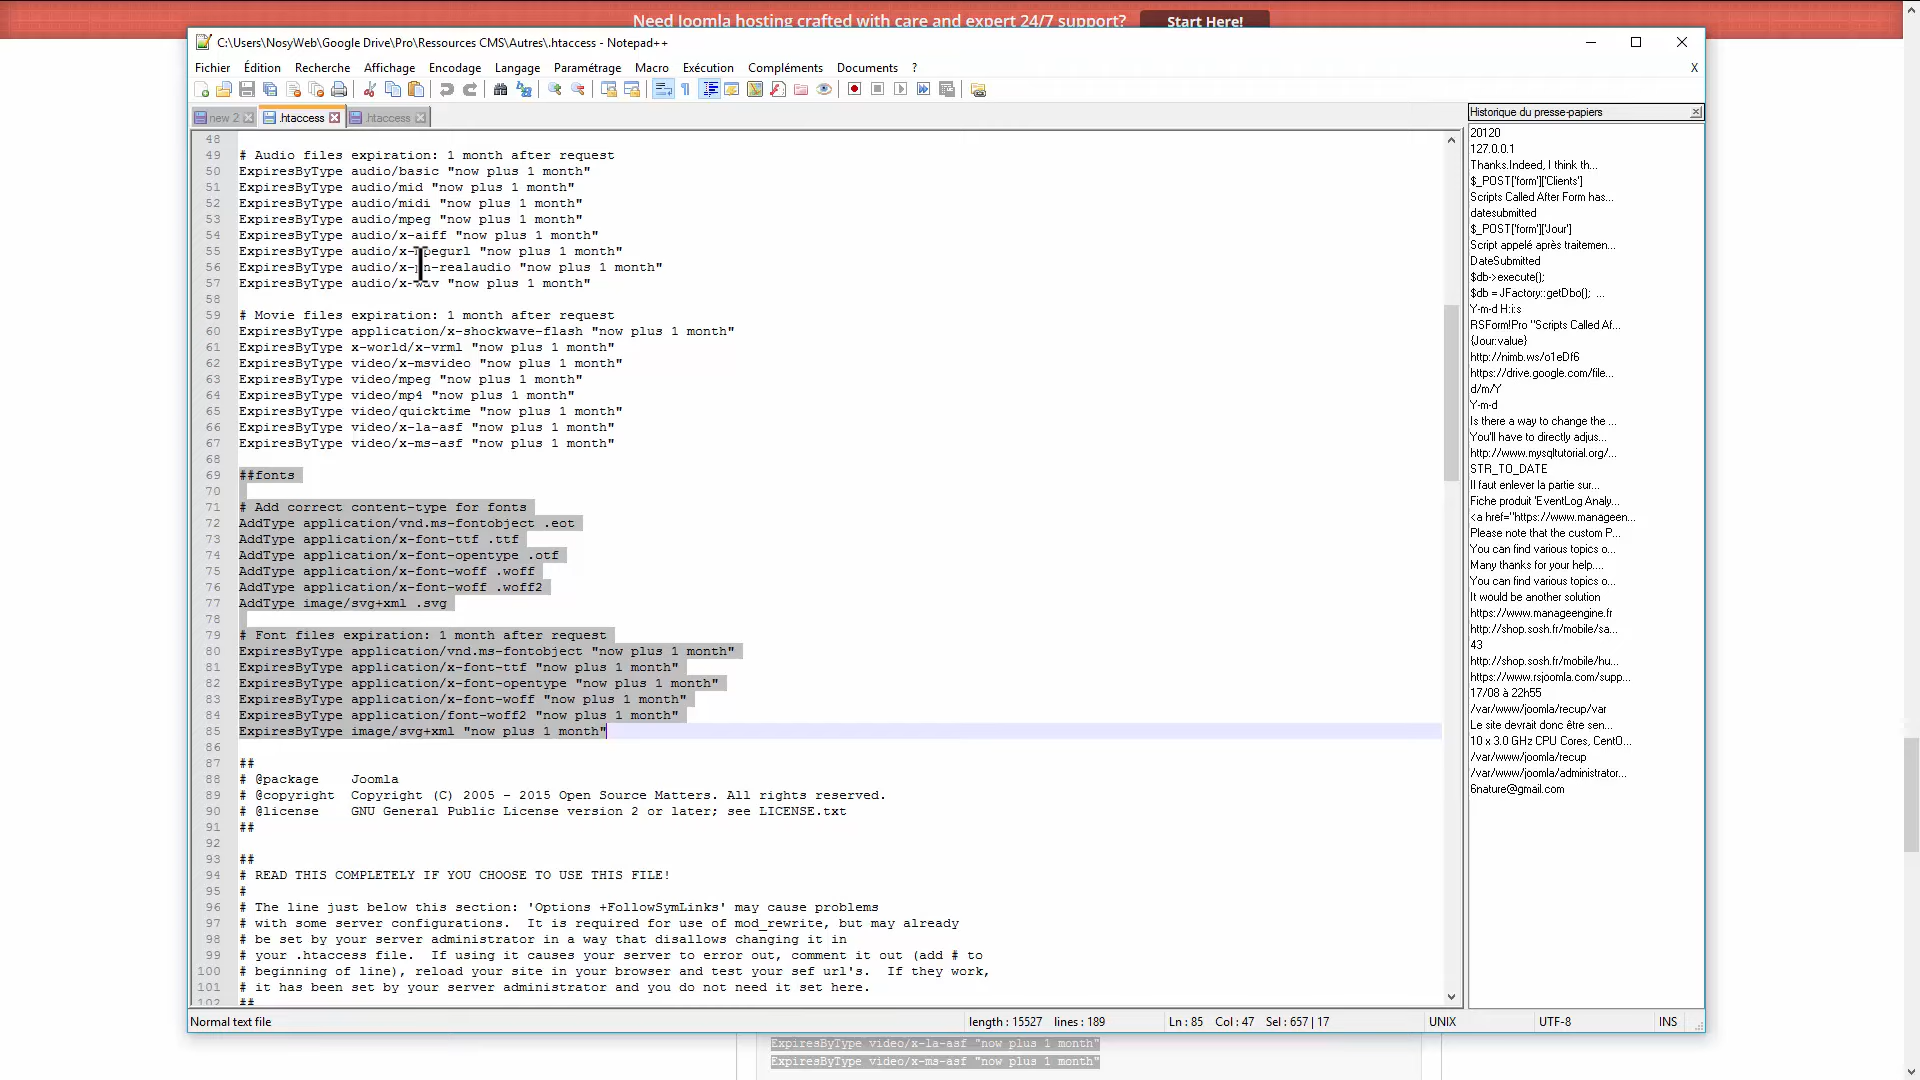 Need Joomla hosting crafted with care and expert 24/7 support? Start Here!
C:\Users\NosyWeb\Google Drive\Pro\Ressources CMS\Autres\.htaccess - Notepad++
Fichier Édition Recherche Affichage Encodage Langage Paramétrage Macro Exécution Compléments Documents ? X
new 2 .htaccess .htaccess
48
49 # Audio files expiration: 1 month after request
50 ExpiresByType audio/basic "now plus 1 month"
51 ExpiresByType audio/mid "now plus 1 month"
52 ExpiresByType audio/midi "now plus 1 month"
53 ExpiresByType audio/mpeg "now plus 1 month"
54 ExpiresByType audio/x-aiff "now plus 1 month"
55 ExpiresByType audio/x-mpegurl "now plus 1 month"
56 ExpiresByType audio/x-pn-realaudio "now plus 1 month"
57 ExpiresByType audio/x-wav "now plus 1 month"
58
59 # Movie files expiration: 1 month after request
60 ExpiresByType application/x-shockwave-flash "now plus 1 month"
61 ExpiresByType x-world/x-vrml "now plus 1 month"
62 ExpiresByType video/x-msvideo "now plus 1 month"
63 ExpiresByType video/mpeg "now plus 1 month"
64 ExpiresByType video/mp4 "now plus 1 month"
65 ExpiresByType video/quicktime "now plus 1 month"
66 ExpiresByType video/x-la-asf "now plus 1 month"
67 ExpiresByType video/x-ms-asf "now plus 1 month"
68
69 ##fonts
70
71 # Add correct content-type for fonts
72 AddType application/vnd.ms-fontobject .eot
73 AddType application/x-font-ttf .ttf
74 AddType application/x-font-opentype .otf
75 AddType application/x-font-woff .woff
76 AddType application/x-font-woff .woff2
77 AddType image/svg+xml .svg
78
79 # Font files expiration: 1 month after request
80 ExpiresByType application/vnd.ms-fontobject "now plus 1 month"
81 ExpiresByType application/x-font-ttf "now plus 1 month"
82 ExpiresByType application/x-font-opentype "now plus 1 month"
83 ExpiresByType application/x-font-woff "now plus 1 month"
84 ExpiresByType application/font-woff2 "now plus 1 month"
85 ExpiresByType image/svg+xml "now plus 1 month"
86
87 ##
88 # @package Joomla
89 # @copyright Copyright (C) 2005 - 2015 Open Source Matters. All rights reserved.
90 # @license GNU General Public License version 2 or later; see LICENSE.txt
91 ##
92
93 ##
94 # READ THIS COMPLETELY IF YOU CHOOSE TO USE THIS FILE!
95 #
96 # The line just below this section: 'Options +FollowSymLinks' may cause problems
97 # with some server configurations. It is required for use of mod_rewrite, but may already
98 # be set by your server administrator in a way that disallows changing it in
99 # your .htaccess file. If using it causes your server to error out, comment it out (add # to
100 # beginning of line), reload your site in your browser and test your sef url's. If they work,
101 # it has been set by your server administrator and you do not need it set here.
102 ##
Historique du presse-papiers
20120
127.0.0.1
Thanks.Indeed, I think th...
$_POST['form']['Clients']
Scripts Called After Form has...
datesubmitted
$_POST['form']['Jour']
Script appelé après traitemen...
DateSubmitted
$db->execute();
$db = JFactory::getDbo(); ...
Y-m-d H:i:s
RSForm!Pro "Scripts Called Af...
{Jour:value}
http://nimb.ws/o1eDf6
https://drive.google.com/file...
d/m/Y
Y-m-d
Is there a way to change the ...
You'll have to directly adjus...
http://www.mysqltutorial.org/...
STR_TO_DATE
Il faut enlever la partie sur...
Fiche produit 'EventLog Analy...
<a href="https://www.manageen...
Please note that the custom P...
You can find various topics o...
Many thanks for your help....
You can find various topics o...
It would be another solution
https://www.manageengine.fr
http://shop.sosh.fr/mobile/sa...
43
http://shop.sosh.fr/mobile/hu...
https://www.rsjoomla.com/supp...
17/08 à 22h55
/var/www/joomla/recup/var
Le site devrait donc être sen...
10 x 3.0 GHz CPU Cores, CentO...
/var/www/joomla/recup
/var/www/joomla/administrator...
6nature@gmail.com
Normal text file length : 15527 lines : 189 Ln : 85 Col : 47 Sel : 657 | 17 UNIX UTF-8 INS
ExpiresByType video/x-la-asf "now plus 1 month"
ExpiresByType video/x-ms-asf "now plus 1 month"